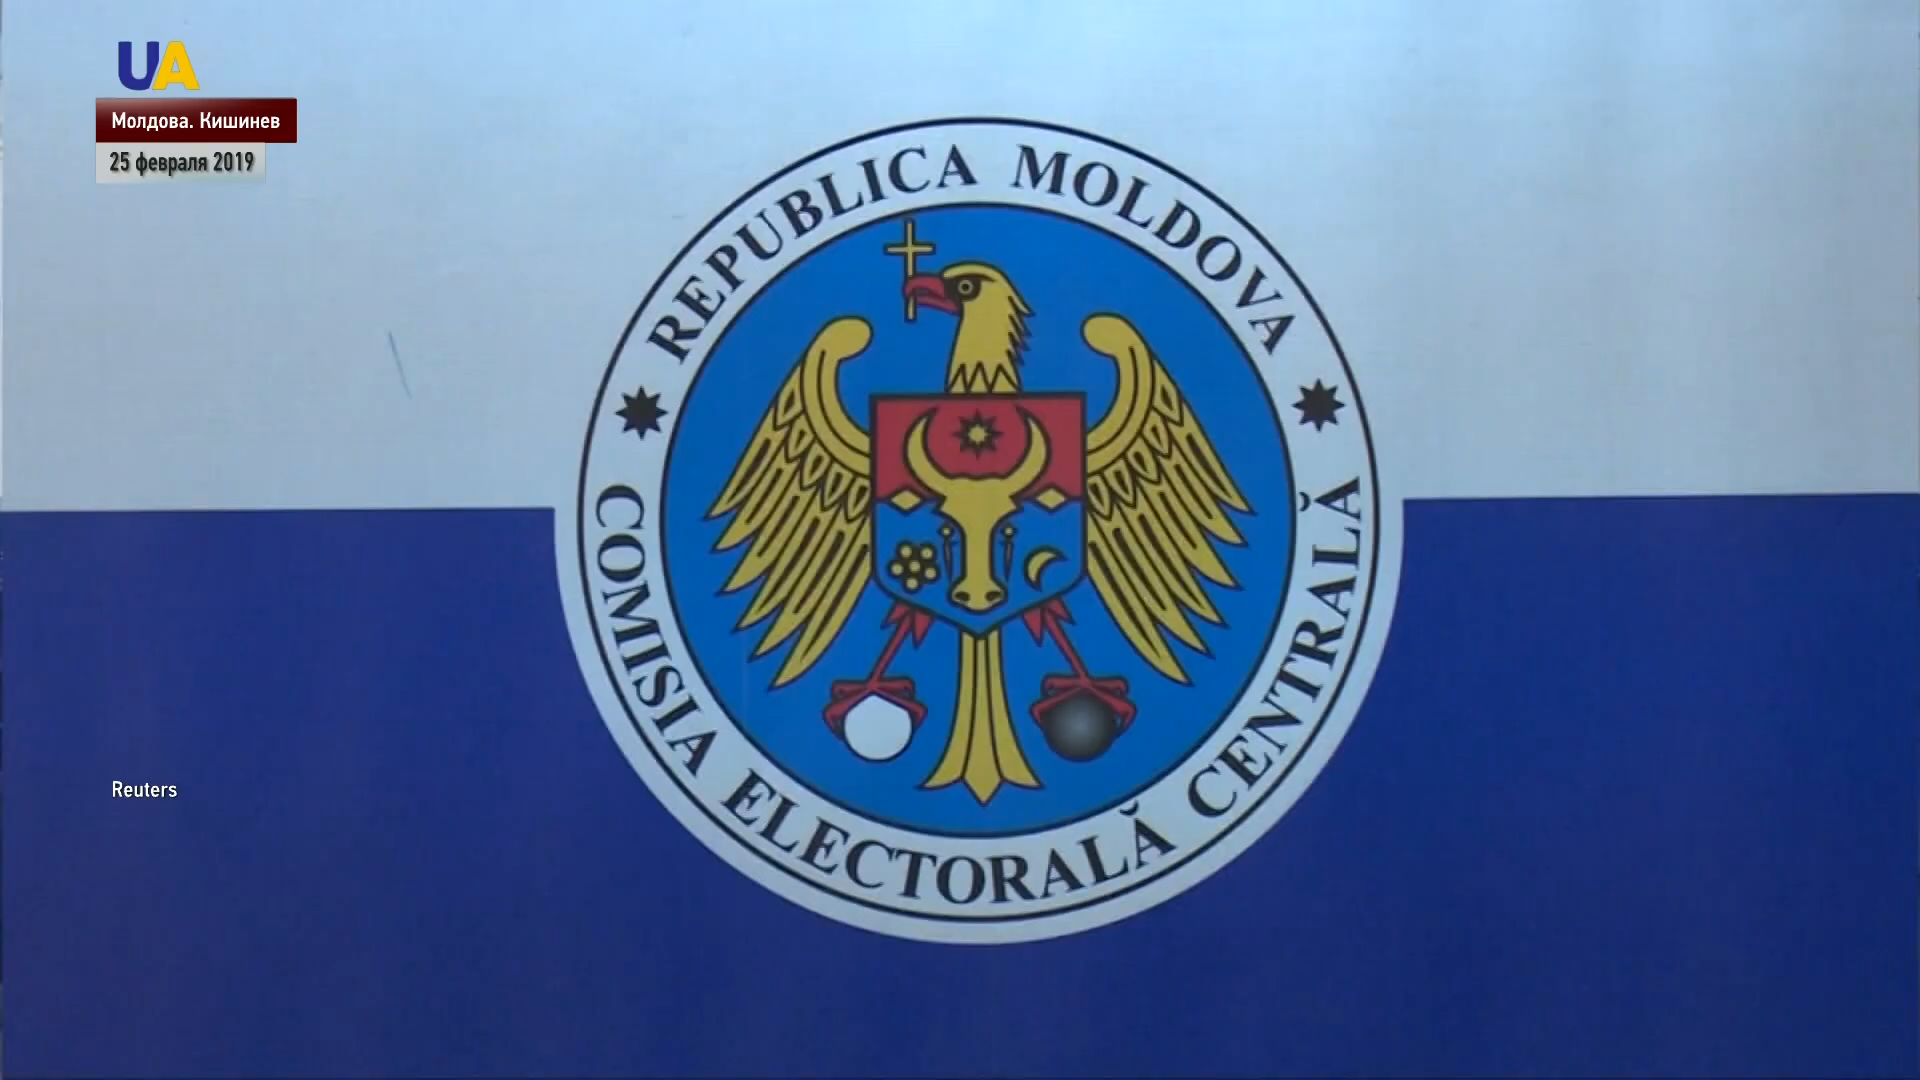 UA
Молдова. Кишинев
25 февраля 2019
REPUBLICA MOLDOVA
COMISIA ELECTORALĂ CENTRALĂ
Reuters